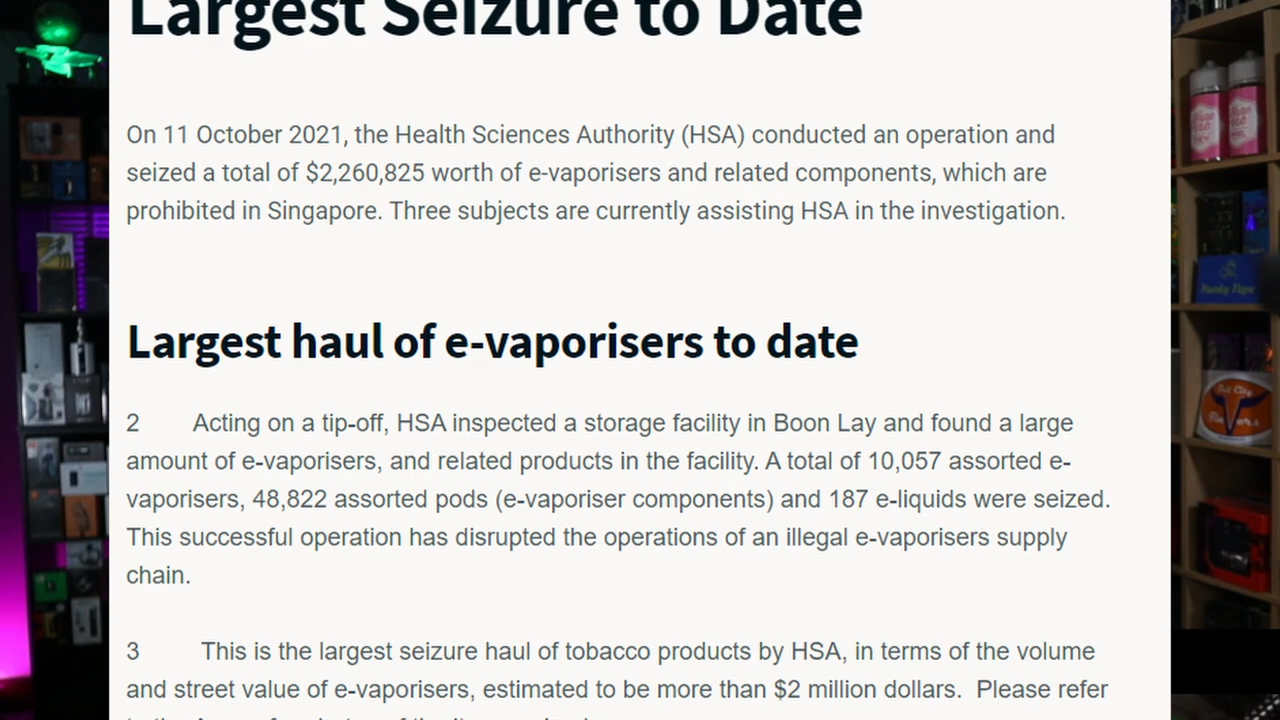 Largest Seizure to Date
On 11 October 2021, the Health Sciences Authority (HSA) conducted an operation and
seized a total of $2,260,825 worth of e-vaporisers and related components, which are
prohibited in Singapore. Three subjects are currently assisting HSA in the investigation.
Largest haul of e-vaporisers to date
2 Acting on a tip-off, HSA inspected a storage facility in Boon Lay and found a large
amount of e-vaporisers, and related products in the facility. A total of 10,057 assorted e-
vaporisers, 48,822 assorted pods (e-vaporiser components) and 187 e-liquids were seized.
This successful operation has disrupted the operations of an illegal e-vaporisers supply
chain.
3 This is the largest seizure haul of tobacco products by HSA, in terms of the volume
and street value of e-vaporisers, estimated to be more than $2 million dollars. Please refer
Vape